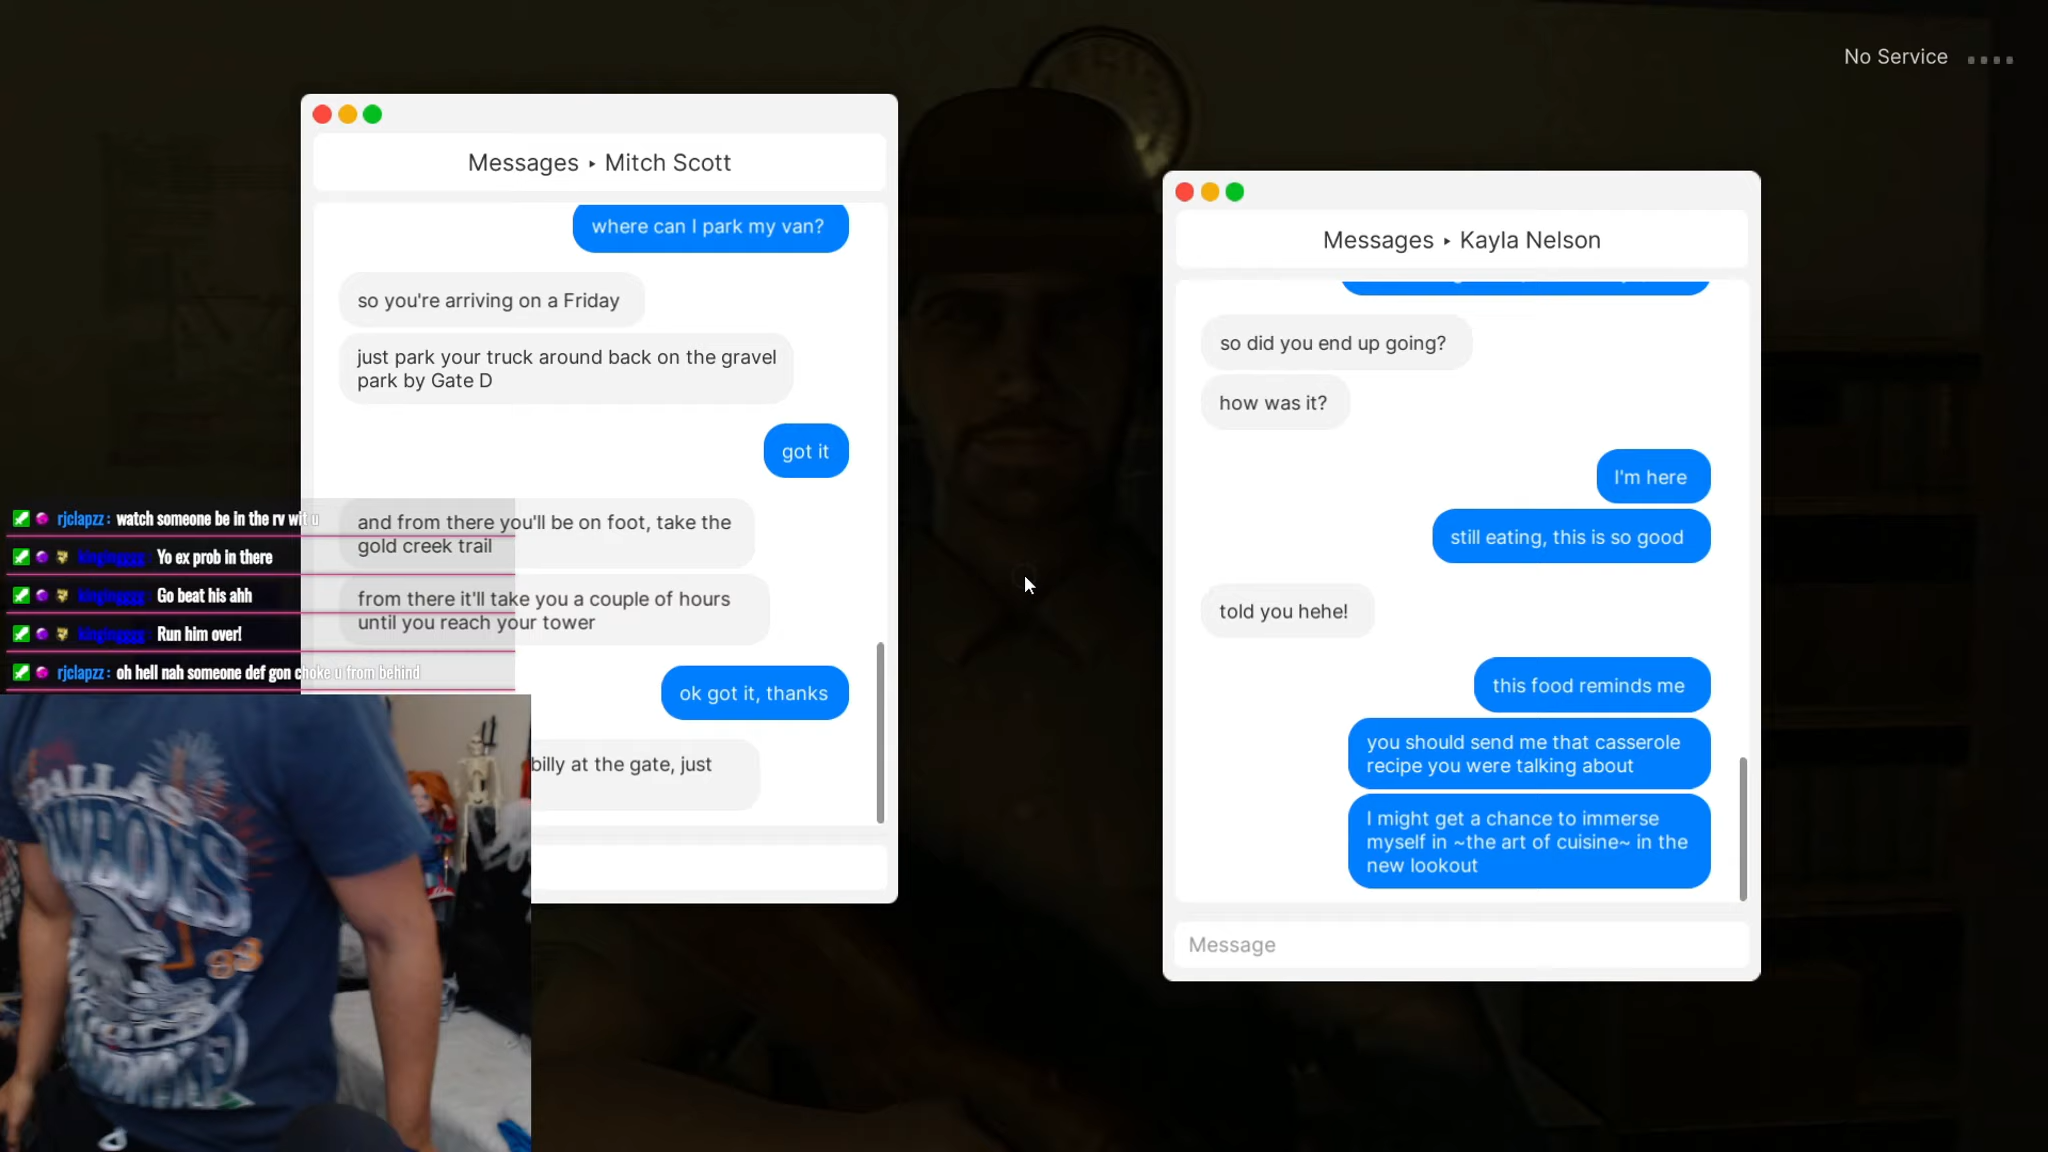 No Service
Messages ‣ Mitch Scott
where can I park my van?
so you're arriving on a Friday
just park your truck around back on the gravel
park by Gate D
got it
and from there you'll be on foot, take the
gold creek trail
from there it'll take you a couple of hours
until you reach your tower
ok got it, thanks
billy at the gate, just
Messages ‣ Kayla Nelson
so did you end up going?
how was it?
I'm here
still eating, this is so good
told you hehe!
this food reminds me
you should send me that casserole
recipe you were talking about
I might get a chance to immerse
myself in ~the art of cuisine~ in the
new lookout
Message
rjclapzz: watch someone be in the rv wit u
Yo ex prob in there
Go beat his ahh
Run him over!
rjclapzz: oh hell nah someone def gon choke u from behind
DALLAS
COWBOYS
93